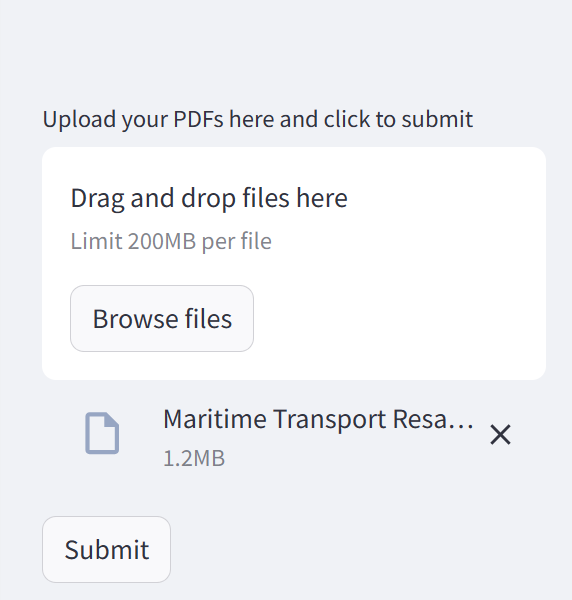 Upload your PDFs here and click to submit
Drag and drop files here
Limit 200MB per file
Browse files
Maritime Transport Resa...
1.2MB
Submit